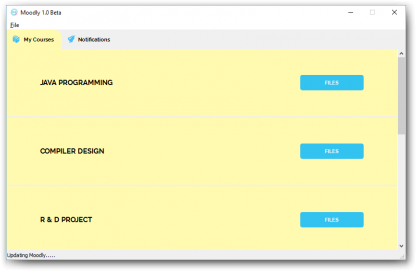 Moodly 1.0 Beta
File
My Courses
Notifications
JAVA PROGRAMMING
FILES
COMPILER DESIGN
FILES
R & D PROJECT
FILES
Updating Moodly.....